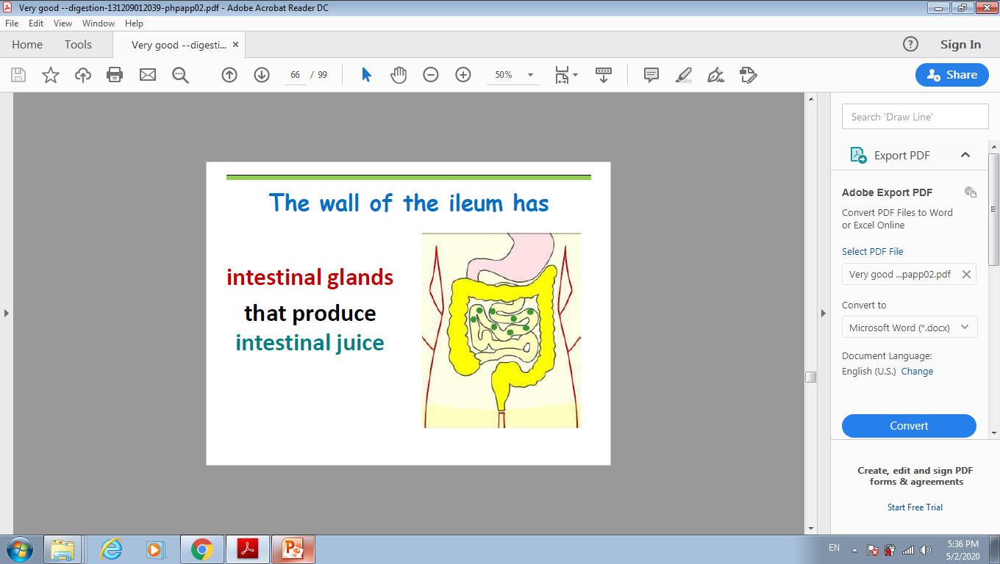 Very good --digestion-131209012039-phpapp02.pdf - Adobe Acrobat Reader DC
File Edit View Window Help
Home Tools Very good --digesti... ×
? Sign In
66 / 99 50%
Share
Search 'Draw Line'
Export PDF
Adobe Export PDF
Convert PDF Files to Word
or Excel Online
Select PDF File
Very good ...papp02.pdf
Convert to
Microsoft Word (*.docx)
Document Language:
English (U.S.) Change
Convert
Create, edit and sign PDF
forms & agreements
Start Free Trial
The wall of the ileum has
intestinal glands
that produce
intestinal juice
EN
5:36 PM
5/2/2020